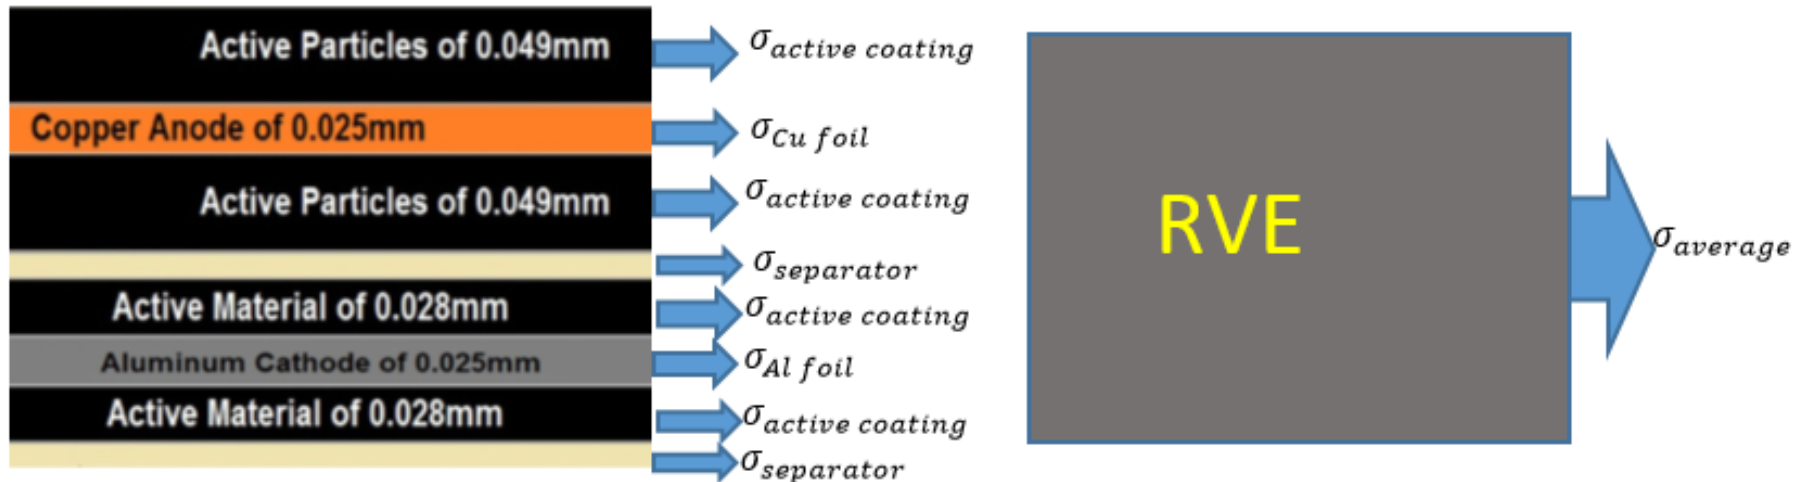 Active Particles of 0.049mm
σactive coating
Copper Anode of 0.025mm
σCu foil
Active Particles of 0.049mm
σactive coating
σseparator
Active Material of 0.028mm
σactive coating
Aluminum Cathode of 0.025mm
σAl foil
Active Material of 0.028mm
σactive coating
σseparator
RVE
σaverage